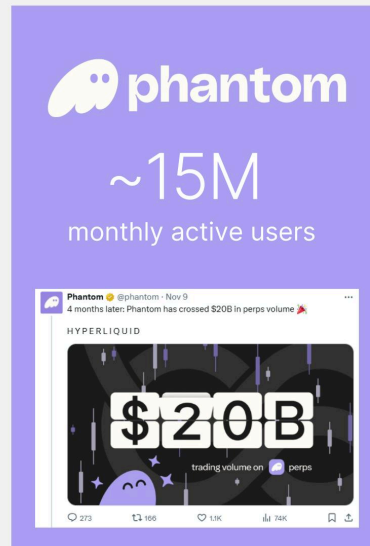 phantom
~15M
monthly active users
Phantom @phantom · Nov 9
4 months later: Phantom has crossed $20B in perps volume
HYPERLIQUID
$20B
trading volume on perps
273 166 1.1K 74K